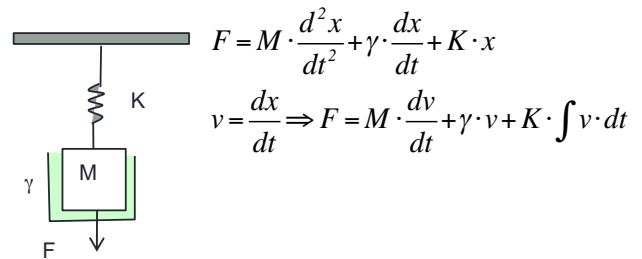 F = M · d²x/dt² + γ · dx/dt + K · x
v = dx/dt ⇒ F = M · dv/dt + γ · v + K · ∫ v · dt
K
M
γ
F